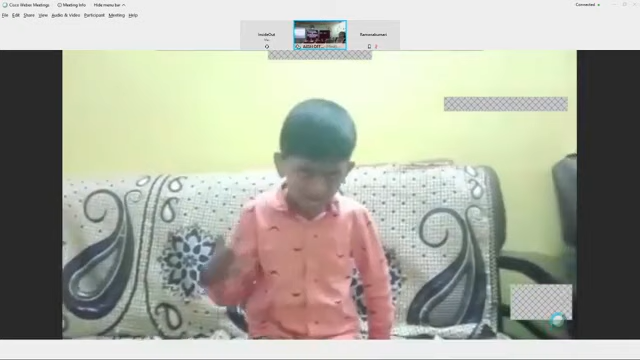 Cisco Webex Meetings
Meeting Info
Hide menu bar
Connected
File Edit Share View Audio & Video Participant Meeting Help
InsideOut
Ramocakumari